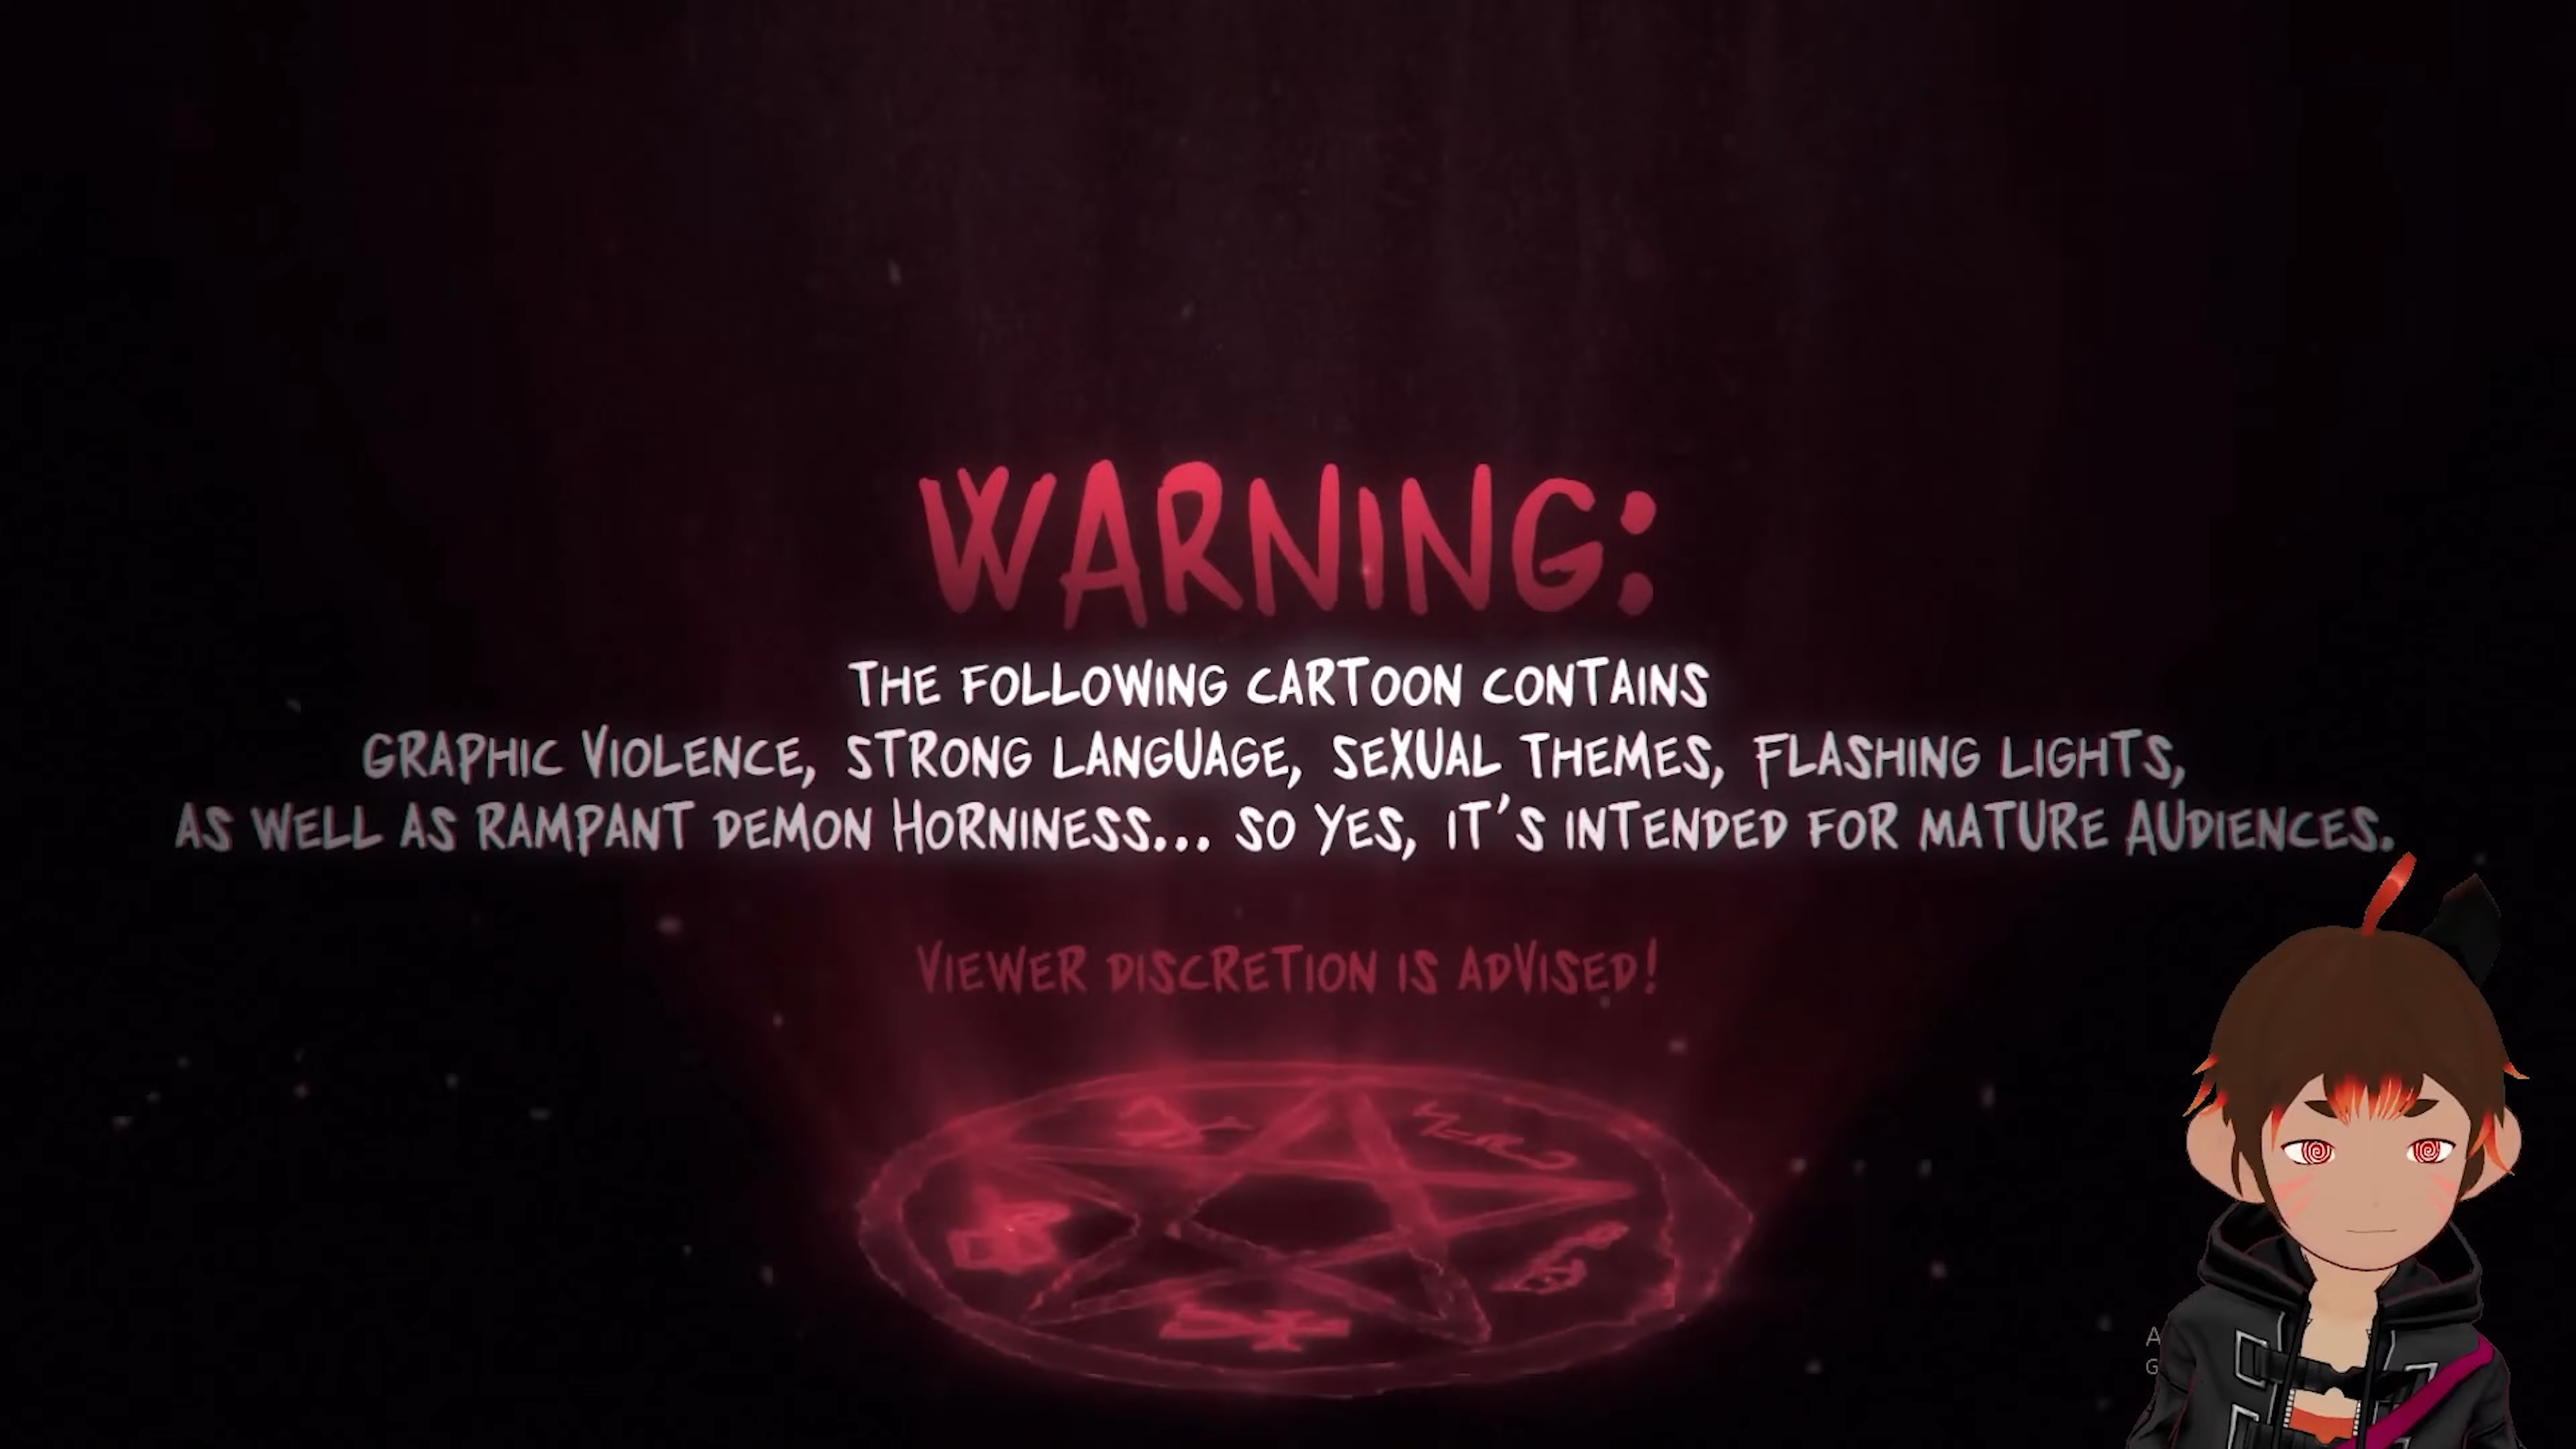 WARNING:
THE FOLLOWING CARTOON CONTAINS
GRAPHIC VIOLENCE, STRONG LANGUAGE, SEXUAL THEMES, FLASHING LIGHTS,
AS WELL AS RAMPANT DEMON HORNINESS... SO YES, IT'S INTENDED FOR MATURE AUDIENCES.
VIEWER DISCRETION IS ADVISED!